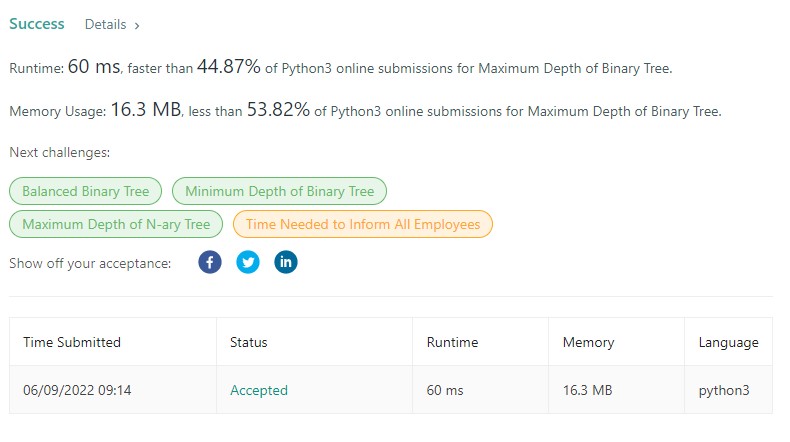 Success Details >
Runtime: 60 ms, faster than 44.87% of Python3 online submissions for Maximum Depth of Binary Tree.
Memory Usage: 16.3 MB, less than 53.82% of Python3 online submissions for Maximum Depth of Binary Tree.
Next challenges:
Balanced Binary Tree Minimum Depth of Binary Tree
Maximum Depth of N-ary Tree Time Needed to Inform All Employees
Show off your acceptance: f in
Time Submitted Status Runtime Memory Language
06/09/2022 09:14 Accepted 60 ms 16.3 MB python3